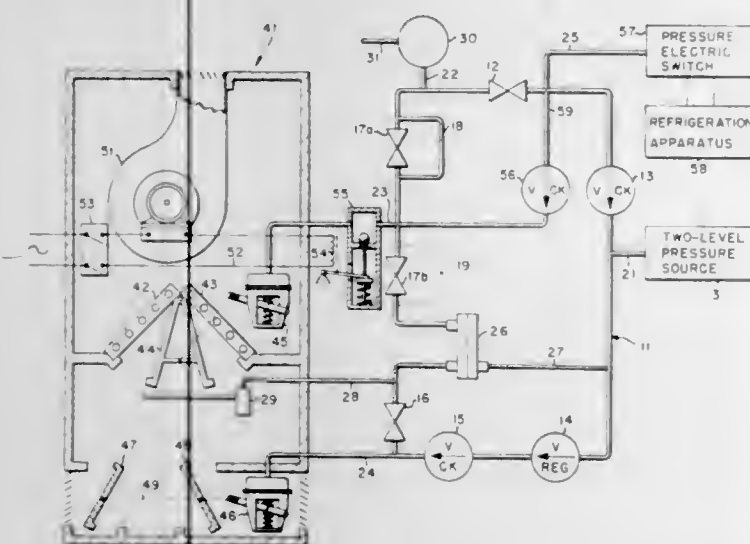 41
57
25
PRESSURE
ELECTRIC
SWITCH
30
31
22
12
59
17a
18
REFRIGERATION
APPARATUS
58
51
55
23
56
V CK
V CK
13
53
54
52
17b
19
TWO-LEVEL
PRESSURE
SOURCE
21
3
42
43
45
26
11
44
27
29
28
16
15
14
V
CK
V
REG
47
48
24
49
46